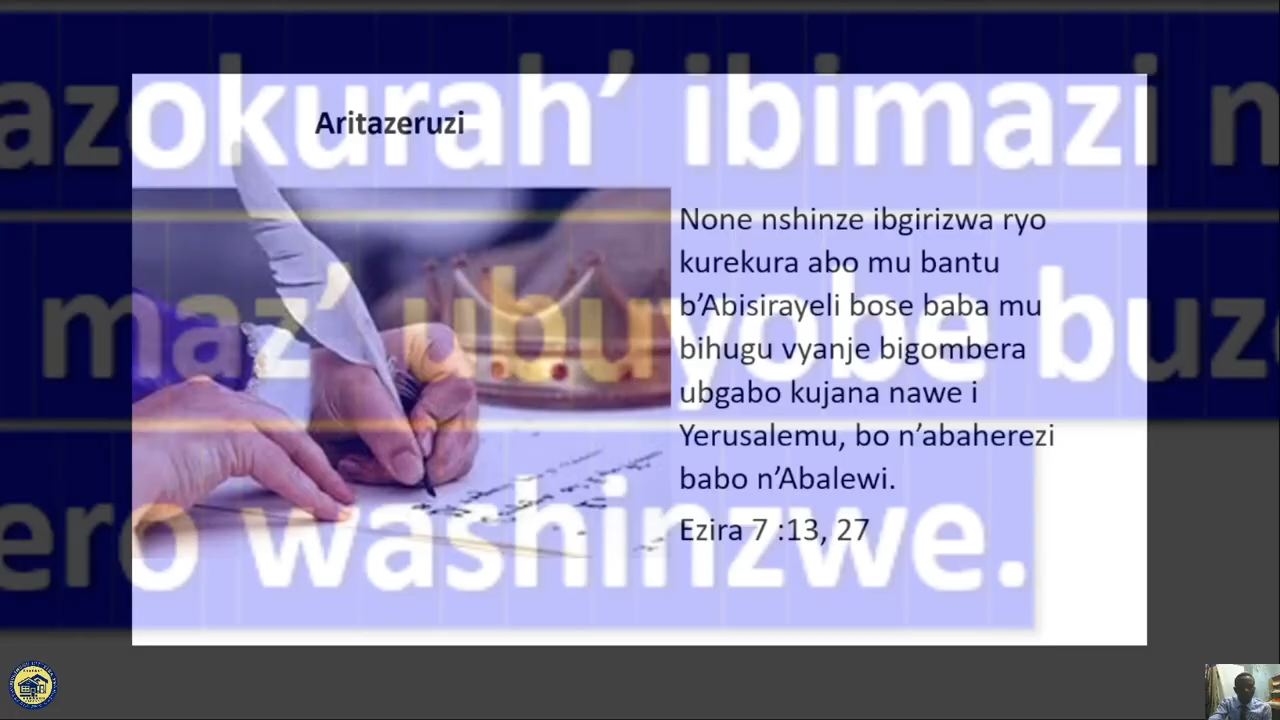 azokurah’ ibimazi n
Aritazeruzi
None nshinze ibgirizwa ryo
kurekura abo mu bantu
b’Abisirayeli bose baba mu
bihugu vyanje bigombera
ubgabo kujana nawe i
Yerusalemu, bo n’abaherezi
babo n’Abalewi.
Ezira 7 :13, 27
maz’ ubuyobe buz
ero washinzwe.